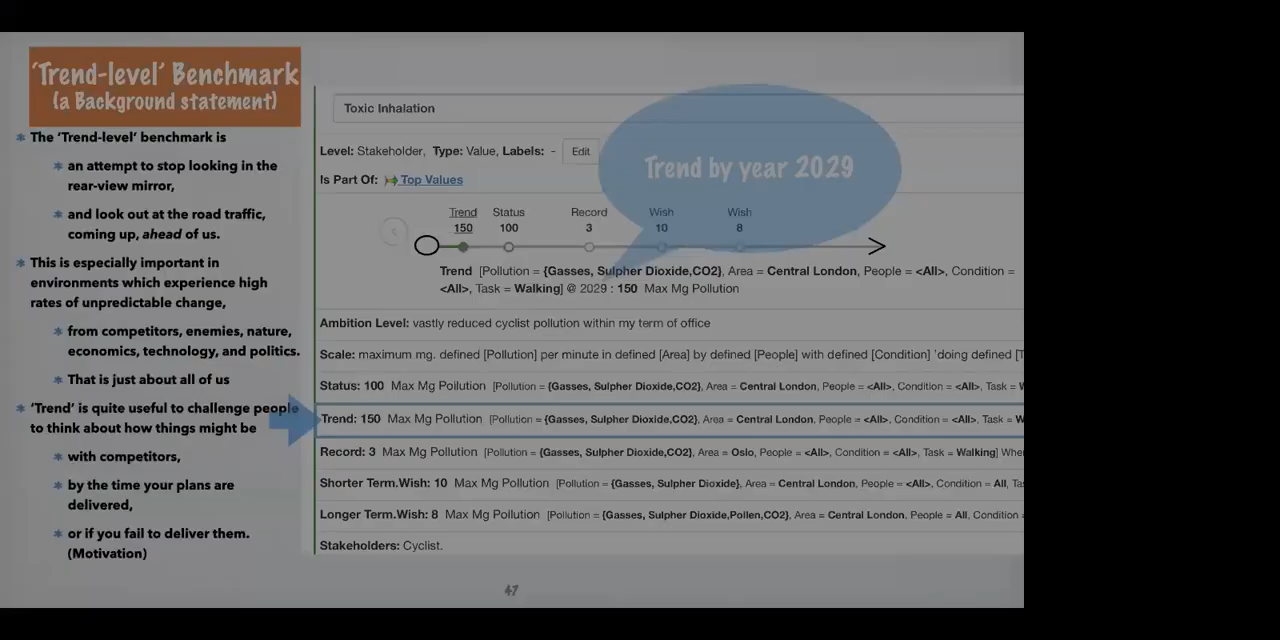 ‘Trend-level’ Benchmark
(a Background statement)
* The ‘Trend-level’ benchmark is
* an attempt to stop looking in the
rear-view mirror,
* and look out at the road traffic,
coming up, ahead of us.
* This is especially important in
environments which experience high
rates of unpredictable change,
* from competitors, enemies, nature,
economics, technology, and politics.
* That is just about all of us
* ‘Trend’ is quite useful to challenge people
to think about how things might be
* with competitors,
* by the time your plans are
delivered,
* or if you fail to deliver them.
(Motivation)
Toxic Inhalation
Level: Stakeholder, Type: Value, Labels: - Edit
Is Part Of: Top Values
Trend by year 2029
Trend Status Record Wish Wish
150 100 3 10 8
Trend [Pollution = {Gasses, Sulpher Dioxide,CO2}, Area = Central London, People = <All>, Condition =
<All>, Task = Walking] @ 2029 : 150 Max Mg Pollution
Ambition Level: vastly reduced cyclist pollution within my term of office
Scale: maximum mg. defined [Pollution] per minute in defined [Area] by defined [People] with defined [Condition] 'doing defined [T
Status: 100 Max Mg Poilution [Pollution = {Gasses, Sulpher Dioxide,CO2}, Area = Central London, People = <All>, Condition = <All>, Task = W
Trend: 150 Max Mg Pollution [Pollution = {Gasses, Sulpher Dioxide,CO2}, Area = Central London, People = <All>, Condition = <All>, Task = W
Record: 3 Max Mg Pollution [Pollution = {Gasses, Sulpher Dioxide,CO2}, Area = Oslo, People = <All>, Condition = <All>, Task = Walking] Whe
Shorter Term.Wish: 10 Max Mg Pollution [Pollution = {Gasses, Sulpher Dioxide}, Area = Central London, People = <All>, Condition = All, Ta
Longer Term.Wish: 8 Max Mg Pollution [Pollution = {Gasses, Sulpher Dioxide,Pollen,CO2}, Area = Central London, People = All, Condition =
Stakeholders: Cyclist.
47